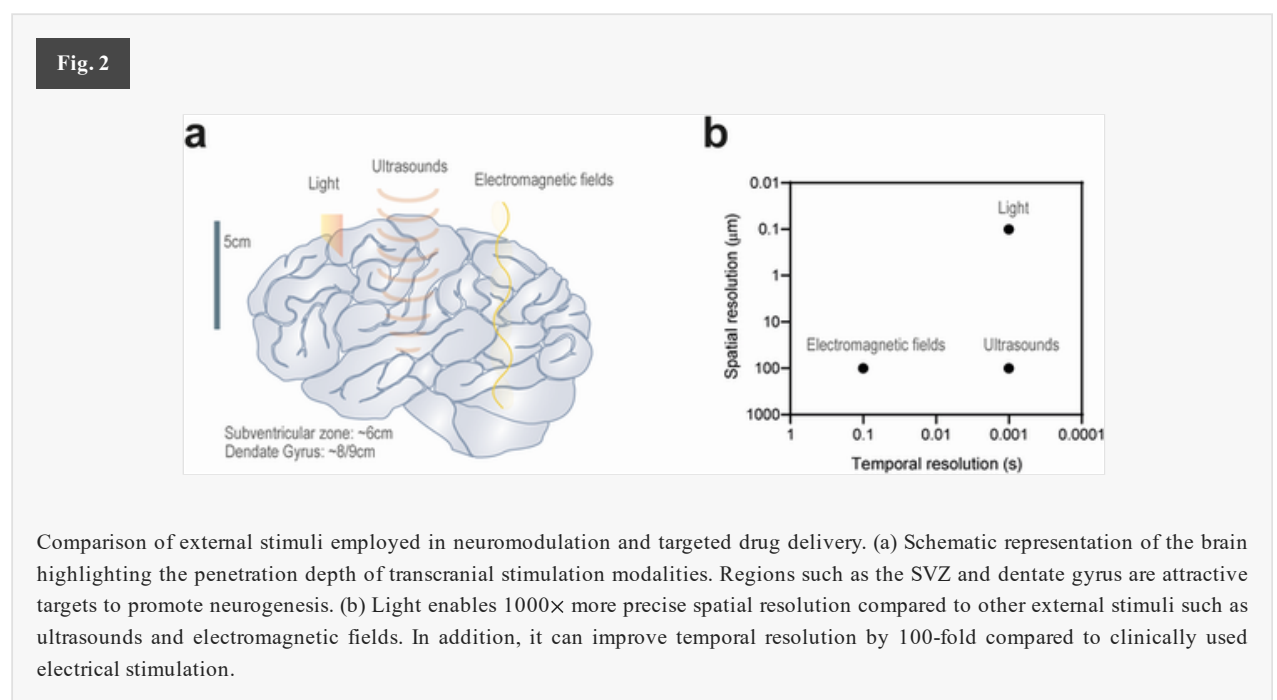 Fig. 2
a
b
Light
Ultrasounds
Electromagnetic fields
5cm
Subventricular zone: ~6cm
Dendate Gyrus: ~8/9cm
Spatial resolution (μm)
0.01
0.1
1
10
100
1000
Light
Electromagnetic fields
Ultrasounds
1
0.1
0.01
0.001
0.0001
Temporal resolution (s)
Comparison of external stimuli employed in neuromodulation and targeted drug delivery. (a) Schematic representation of the brain
highlighting the penetration depth of transcranial stimulation modalities. Regions such as the SVZ and dentate gyrus are attractive
targets to promote neurogenesis. (b) Light enables 1000× more precise spatial resolution compared to other external stimuli such as
ultrasounds and electromagnetic fields. In addition, it can improve temporal resolution by 100-fold compared to clinically used
electrical stimulation.